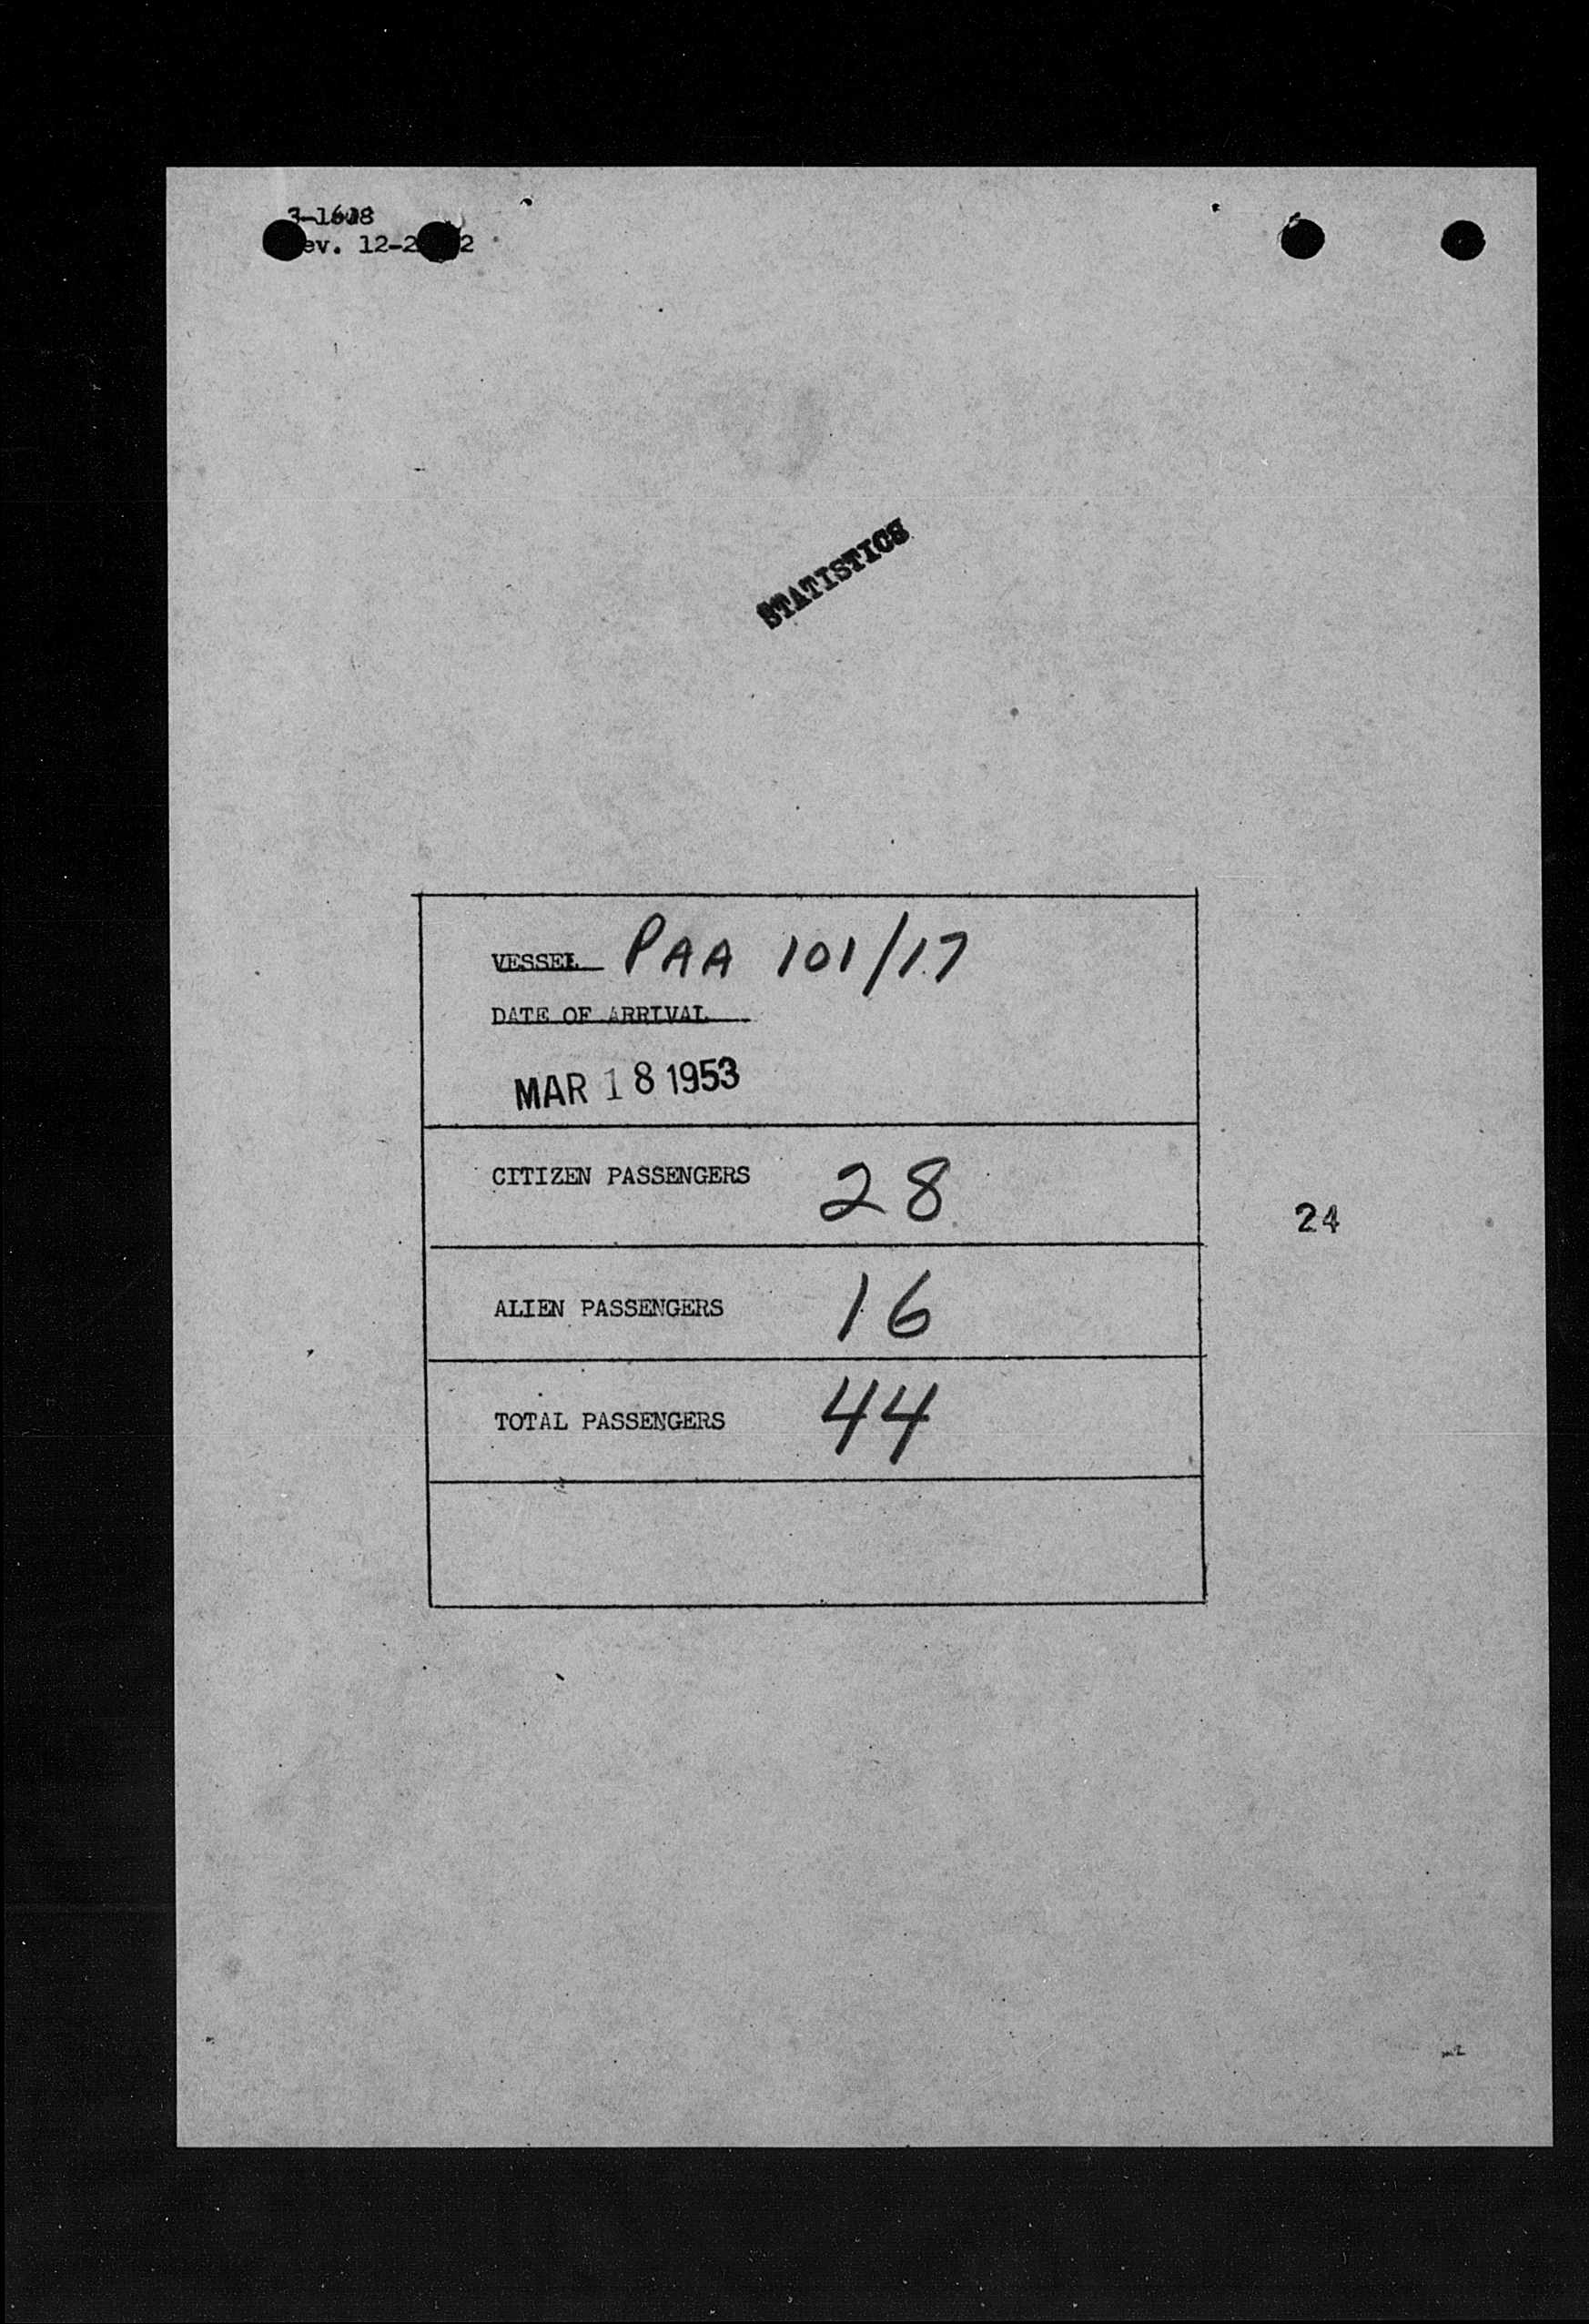 3-1608
ev. 12-2 2
STATISTICS
VESSEL PAA 101/17
DATE OF ARRIVAL
MAR 18 1953
CITIZEN PASSENGERS 28
24
ALIEN PASSENGERS 16
TOTAL PASSENGERS 44